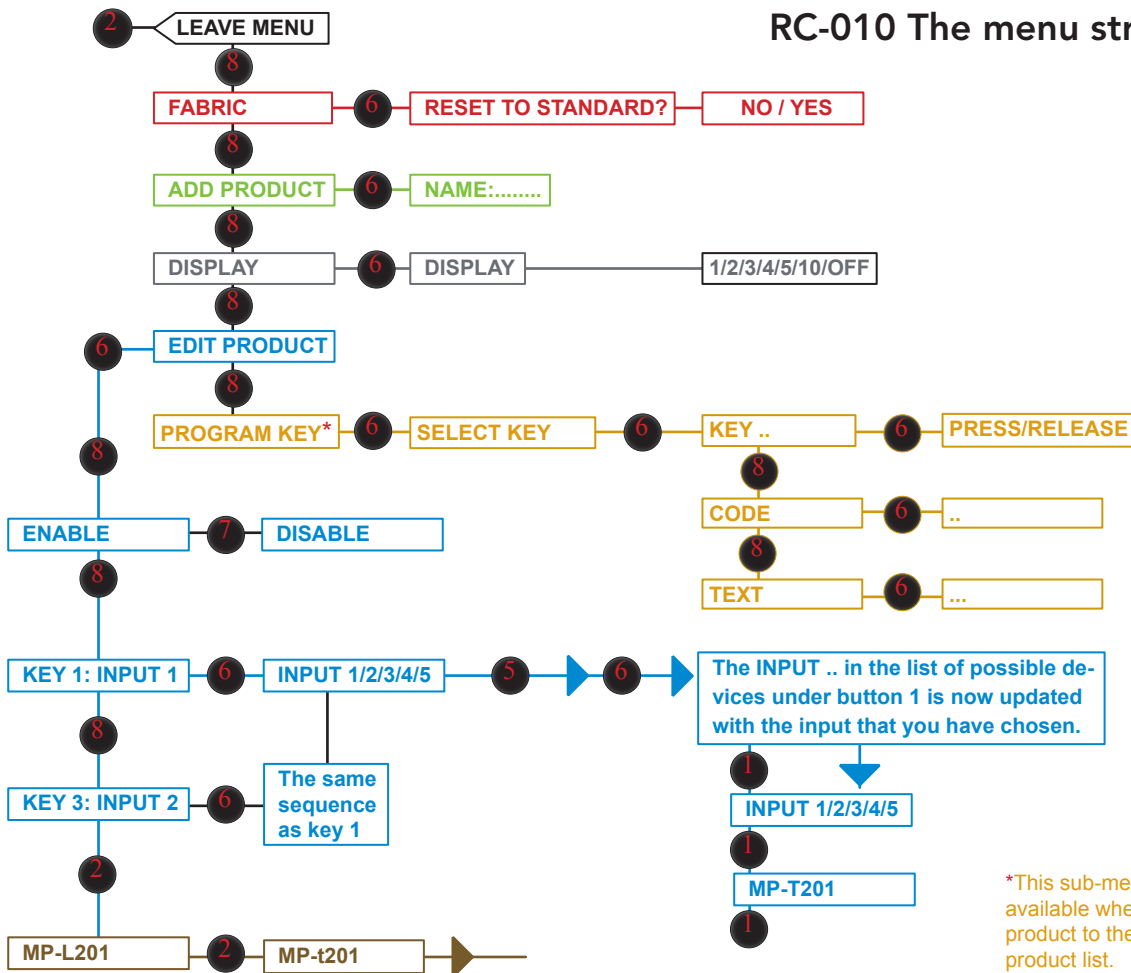 RC-010 The menu str
2
LEAVE MENU
8
FABRIC
6
RESET TO STANDARD?
NO / YES
8
ADD PRODUCT
6
NAME:........
8
DISPLAY
6
DISPLAY
1/2/3/4/5/10/OFF
8
6
EDIT PRODUCT
8
PROGRAM KEY*
6
SELECT KEY
6
KEY ..
6
PRESS/RELEASE
8
8
CODE
6
..
ENABLE
7
DISABLE
8
TEXT
6
...
8
KEY 1: INPUT 1
6
INPUT 1/2/3/4/5
5
6
The INPUT .. in the list of possible de-
vices under button 1 is now updated
with the input that you have chosen.
8
1
KEY 3: INPUT 2
6
The same
sequence
as key 1
INPUT 1/2/3/4/5
1
2
MP-T201
1
MP-L201
2
MP-t201
*This sub-me
available whe
product to the
product list.